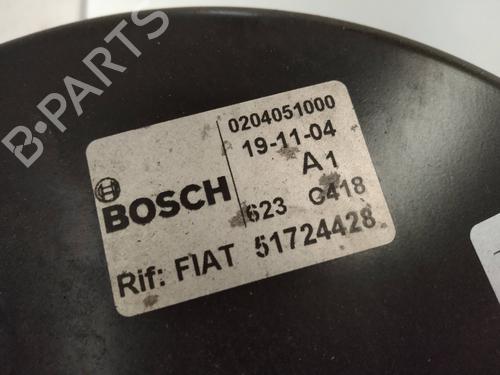 B-PARTS
0204051000
19-11-04
A1
BOSCH
623 C418
Rif: FIAT 51724428